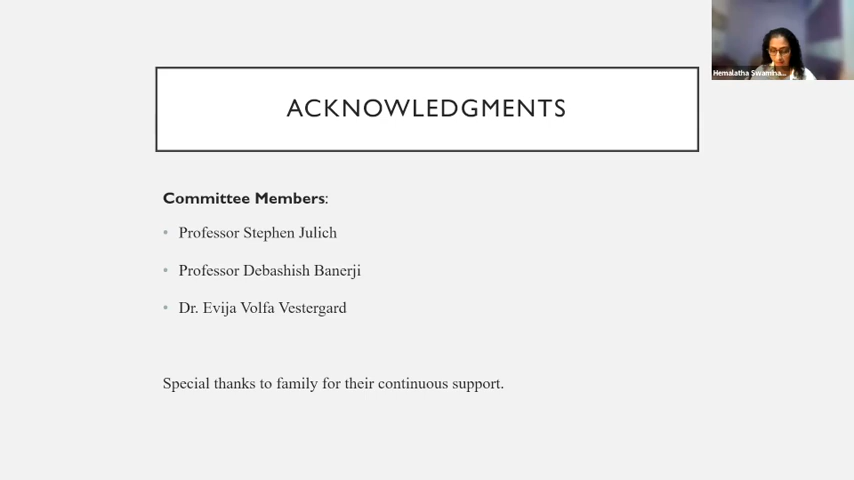 Hemalatha Swamina...
ACKNOWLEDGMENTS
Committee Members:
• Professor Stephen Julich
• Professor Debashish Banerji
• Dr. Evija Volfa Vestergard
Special thanks to family for their continuous support.